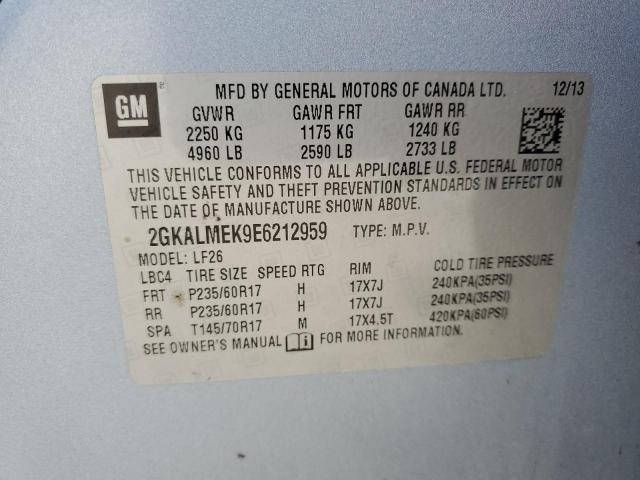 GM
MFD BY GENERAL MOTORS OF CANADA LTD. 12/13
GVWR GAWR FRT GAWR RR
2250 KG 1175 KG 1240 KG
4960 LB 2590 LB 2733 LB
THIS VEHICLE CONFORMS TO ALL APPLICABLE U.S. FEDERAL MOTOR
VEHICLE SAFETY AND THEFT PREVENTION STANDARDS IN EFFECT ON
THE DATE OF MANUFACTURE SHOWN ABOVE.
2GKALMEK9E6212959 TYPE: M.P.V.
MODEL: LF26
LBC4 TIRE SIZE SPEED RTG RIM COLD TIRE PRESSURE
FRT P235/60R17 H 17X7J 240KPA(35PSI)
RR P235/60R17 H 17X7J 240KPA(35PSI)
SPA T145/70R17 M 17X4.5T 420KPA(60PSI)
SEE OWNER'S MANUAL FOR MORE INFORMATION.